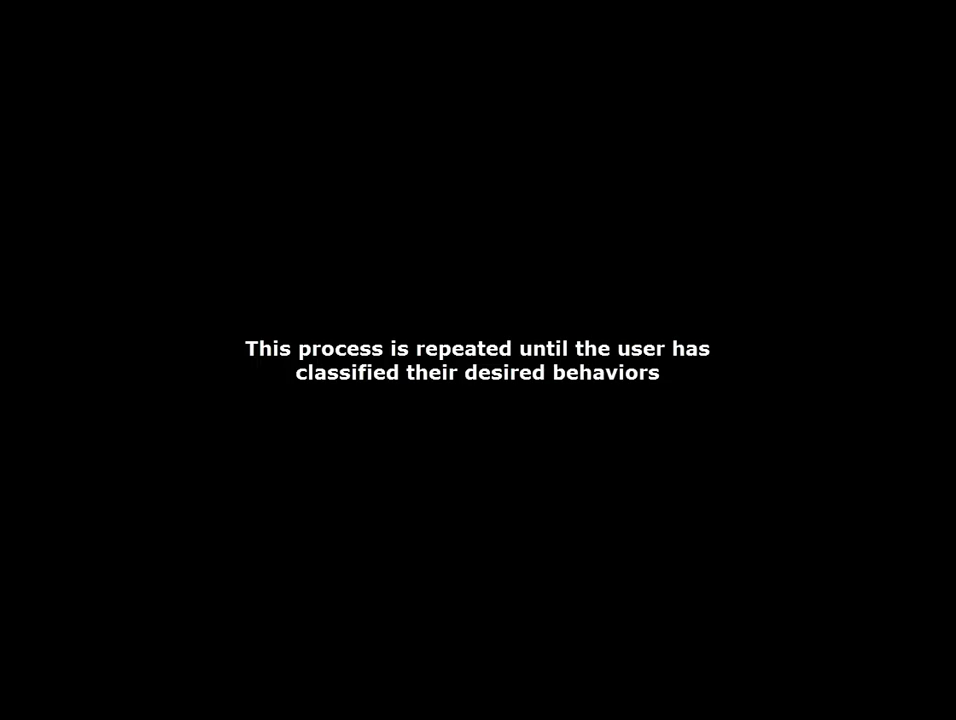 This process is repeated until the user has
classified their desired behaviors